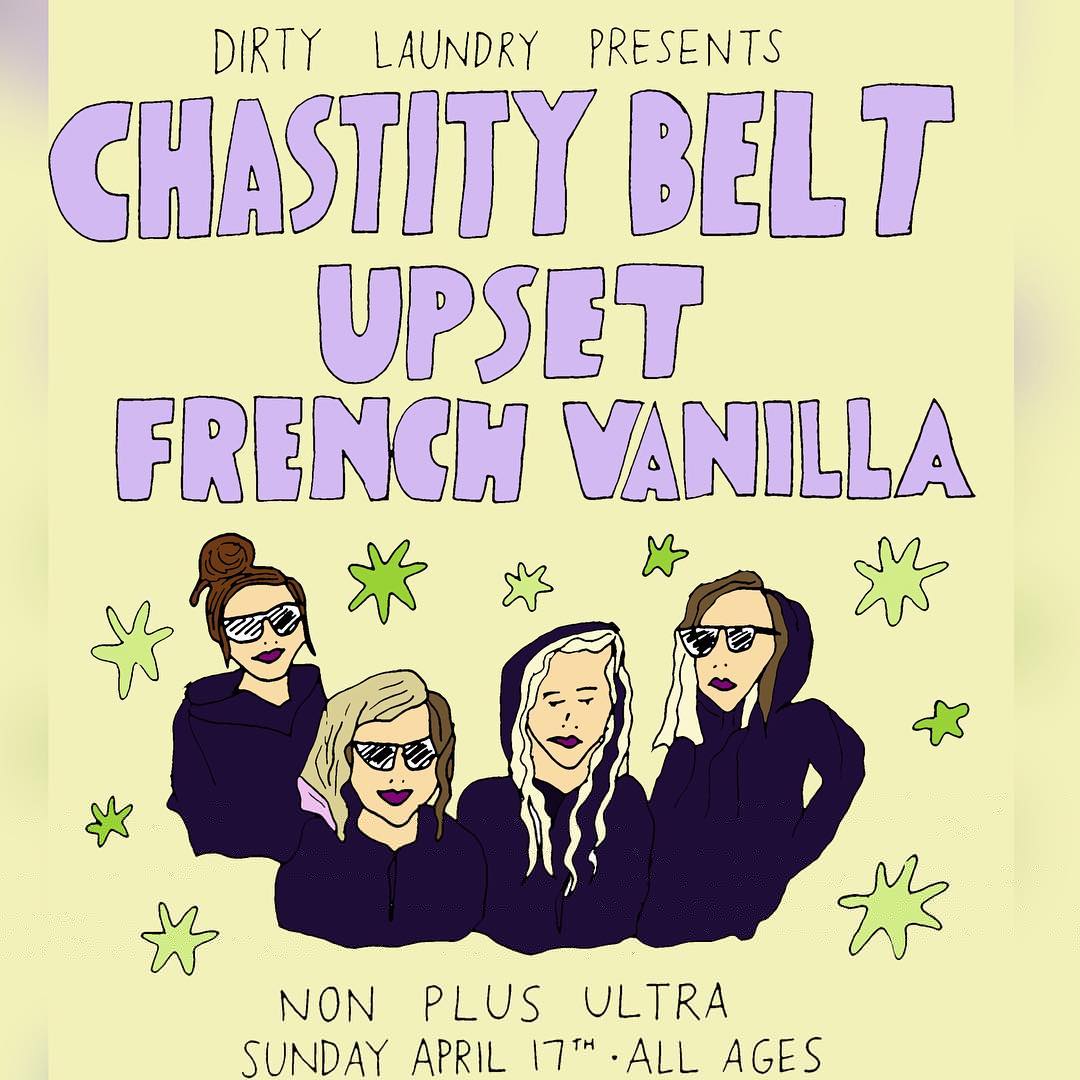 DIRTY LAUNDRY PRESENTS
CHASTITY BELT
UPSET
FRENCH VANILLA
NON PLUS ULTRA
SUNDAY APRIL 17TH · ALL AGES